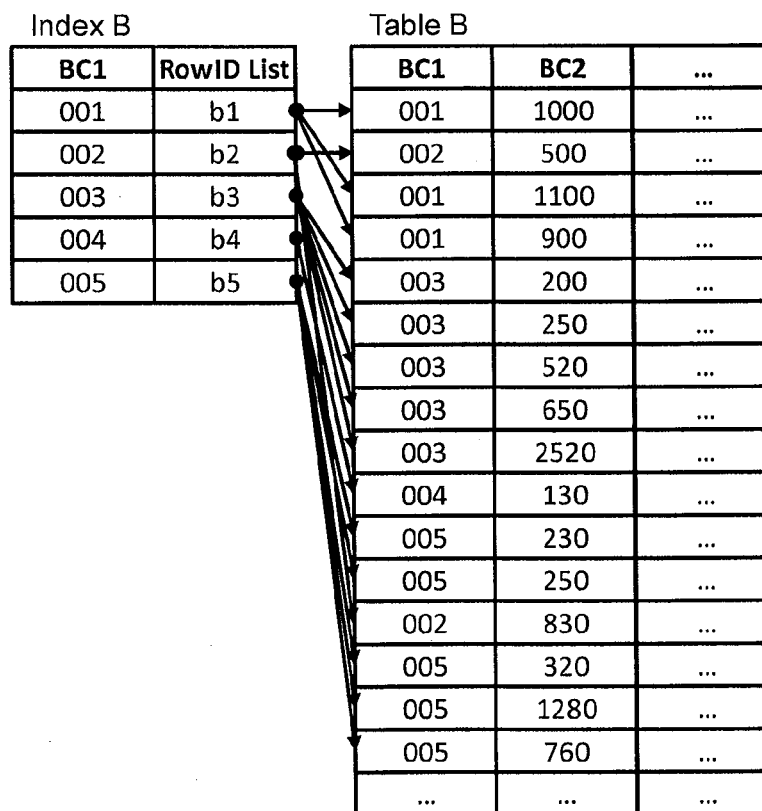 Index B
BC1 RowID List
001 b1
002 b2
003 b3
004 b4
005 b5
Table B
BC1 BC2 ...
001 1000 ...
002 500 ...
001 1100 ...
001 900 ...
003 200 ...
003 250 ...
003 520 ...
003 650 ...
003 2520 ...
004 130 ...
005 230 ...
005 250 ...
002 830 ...
005 320 ...
005 1280 ...
005 760 ...
... ... ...